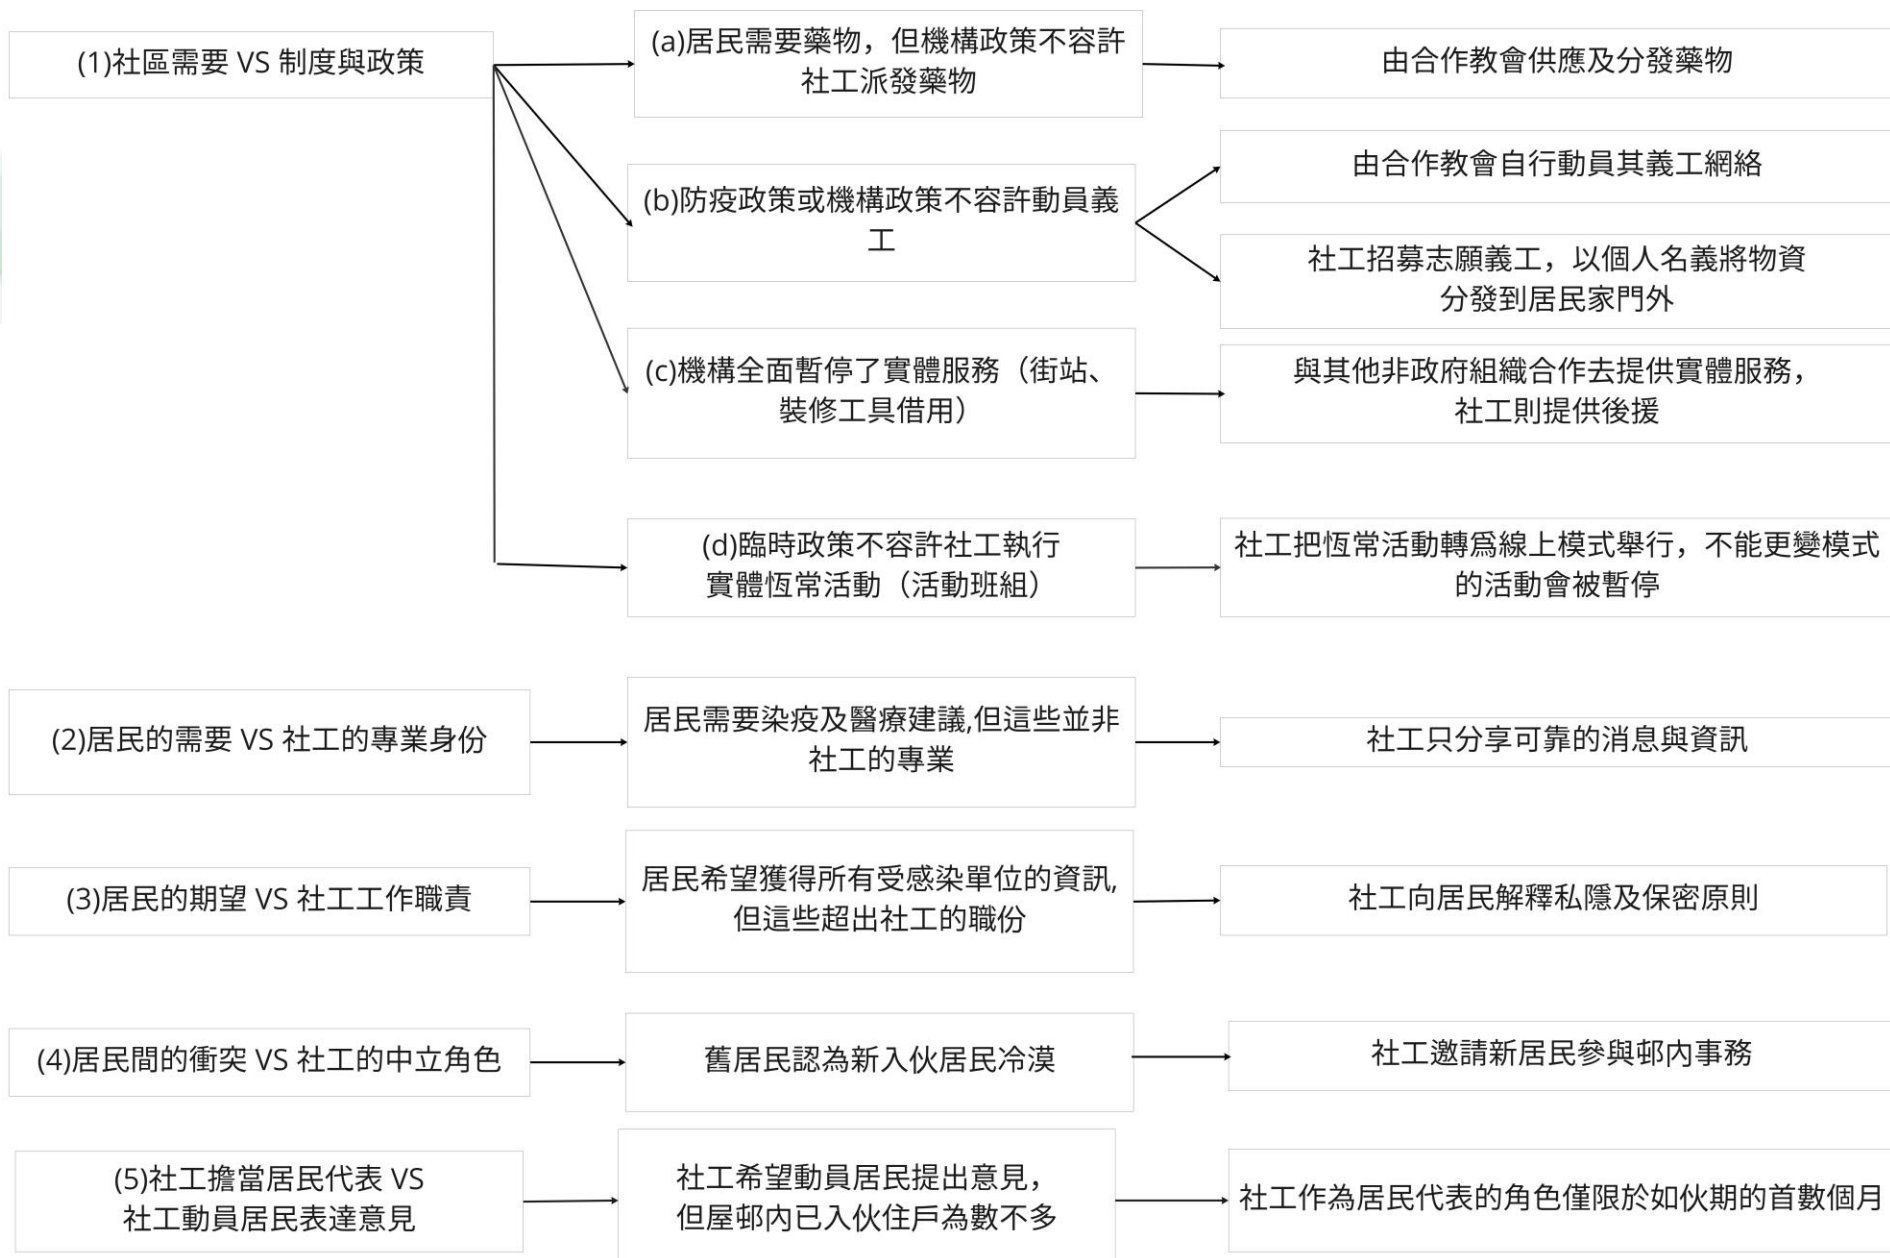 (1)社區需要 VS 制度與政策
(a)居民需要藥物，但機構政策不容許
社工派發藥物
由合作教會供應及分發藥物
(b)防疫政策或機構政策不容許動員義
工
由合作教會自行動員其義工網絡
社工招募志願義工，以個人名義將物資
分發到居民家門外
(c)機構全面暫停了實體服務（街站、
裝修工具借用）
與其他非政府組織合作去提供實體服務，
社工則提供後援
(d)臨時政策不容許社工執行
實體恆常活動（活動班組）
社工把恆常活動轉爲線上模式舉行，不能更變模式
的活動會被暫停
(2)居民的需要 VS 社工的專業身份
居民需要染疫及醫療建議,但這些並非
社工的專業
社工只分享可靠的消息與資訊
(3)居民的期望 VS 社工工作職責
居民希望獲得所有受感染單位的資訊,
但這些超出社工的職份
社工向居民解釋私隱及保密原則
(4)居民間的衝突 VS 社工的中立角色
舊居民認為新入伙居民冷漠
社工邀請新居民參與邨內事務
(5)社工擔當居民代表 VS
社工動員居民表達意見
社工希望動員居民提出意見，
但屋邨內已入伙住戶為數不多
社工作為居民代表的角色僅限於如伙期的首數個月